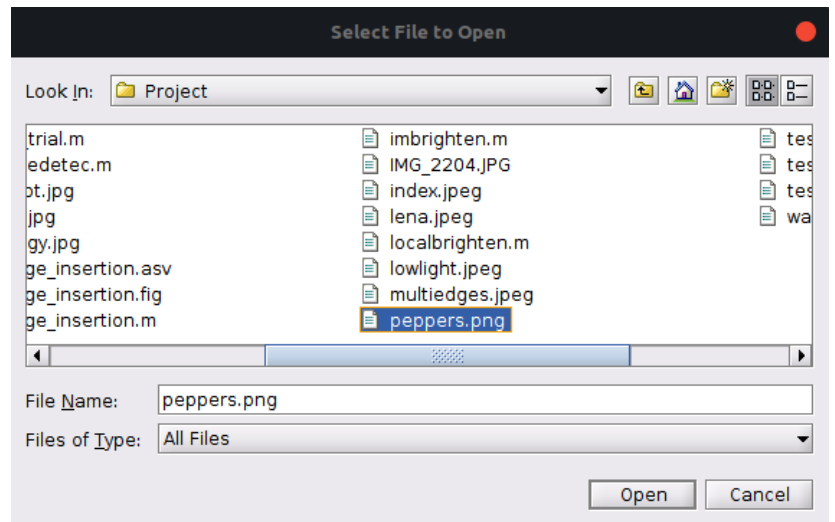 Select File to Open
Look In: Project
trial.m
edetec.m
ot.jpg
jpg
gy.jpg
ge_insertion.asv
ge_insertion.fig
ge_insertion.m
imbrighten.m
IMG_2204.JPG
index.jpeg
lena.jpeg
localbrighten.m
lowlight.jpeg
multiedges.jpeg
peppers.png
tes
tes
tes
wa
File Name: peppers.png
Files of Type: All Files
Open Cancel